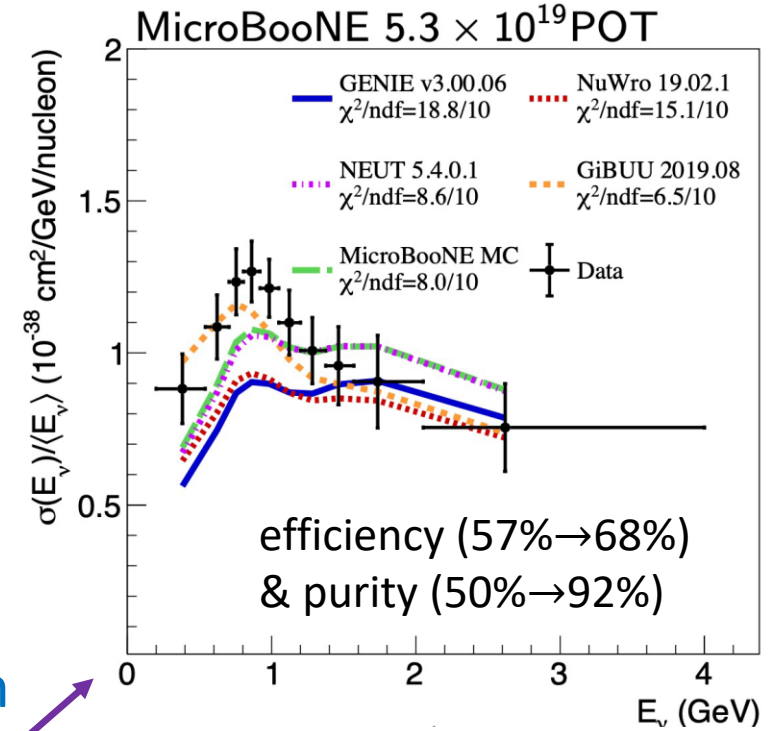 MicroBooNE 5.3 × 10¹⁹POT
σ(Eᵥ)/⟨Eᵥ⟩ (10⁻³⁸ cm²/GeV/nucleon)
2
1.5
1
0.5
GENIE v3.00.06
χ²/ndf=18.8/10
NuWro 19.02.1
χ²/ndf=15.1/10
NEUT 5.4.0.1
χ²/ndf=8.6/10
GiBUU 2019.08
χ²/ndf=6.5/10
MicroBooNE MC
χ²/ndf=8.0/10
Data
efficiency (57%→68%)
& purity (50%→92%)
0 1 2 3 4
Eᵥ (GeV)